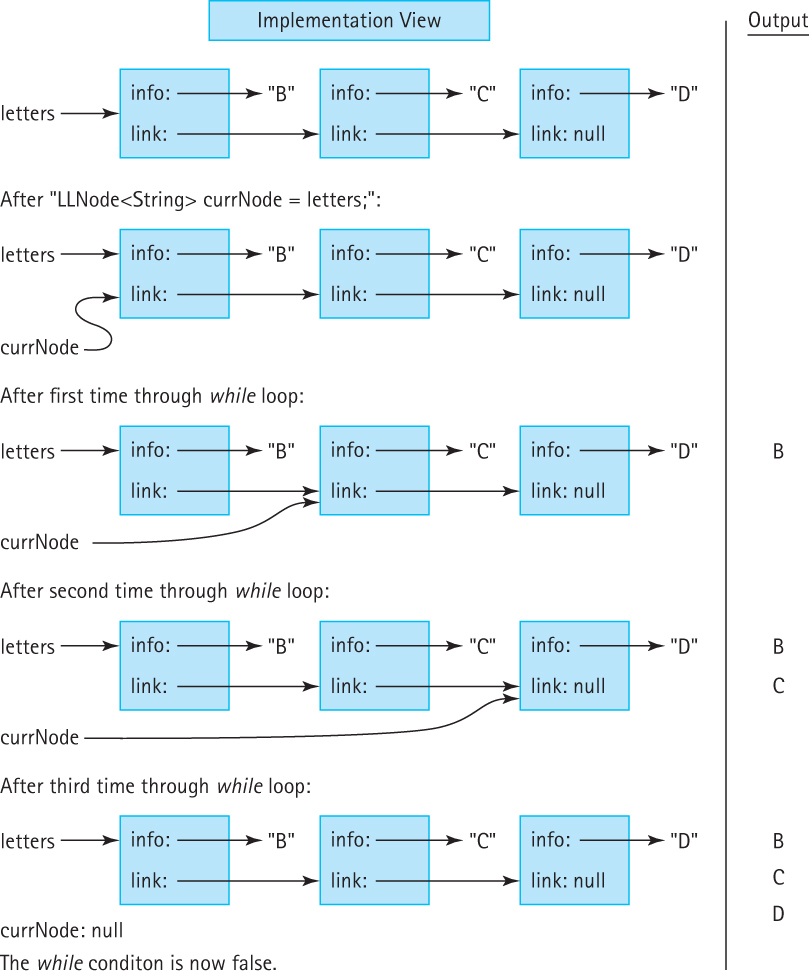 Implementation View
Output
info: "B" info: "C" info: "D"
letters
link: link: link: null
After "LLNode<String> currNode = letters;":
letters info: "B" info: "C" info: "D"
link: link: link: null
currNode
After first time through while loop:
letters info: "B" info: "C" info: "D" B
link: link: link: null
currNode
After second time through while loop:
letters info: "B" info: "C" info: "D" B
link: link: link: null C
currNode
After third time through while loop:
letters info: "B" info: "C" info: "D" B
link: link: link: null C
D
currNode: null
The while conditon is now false.